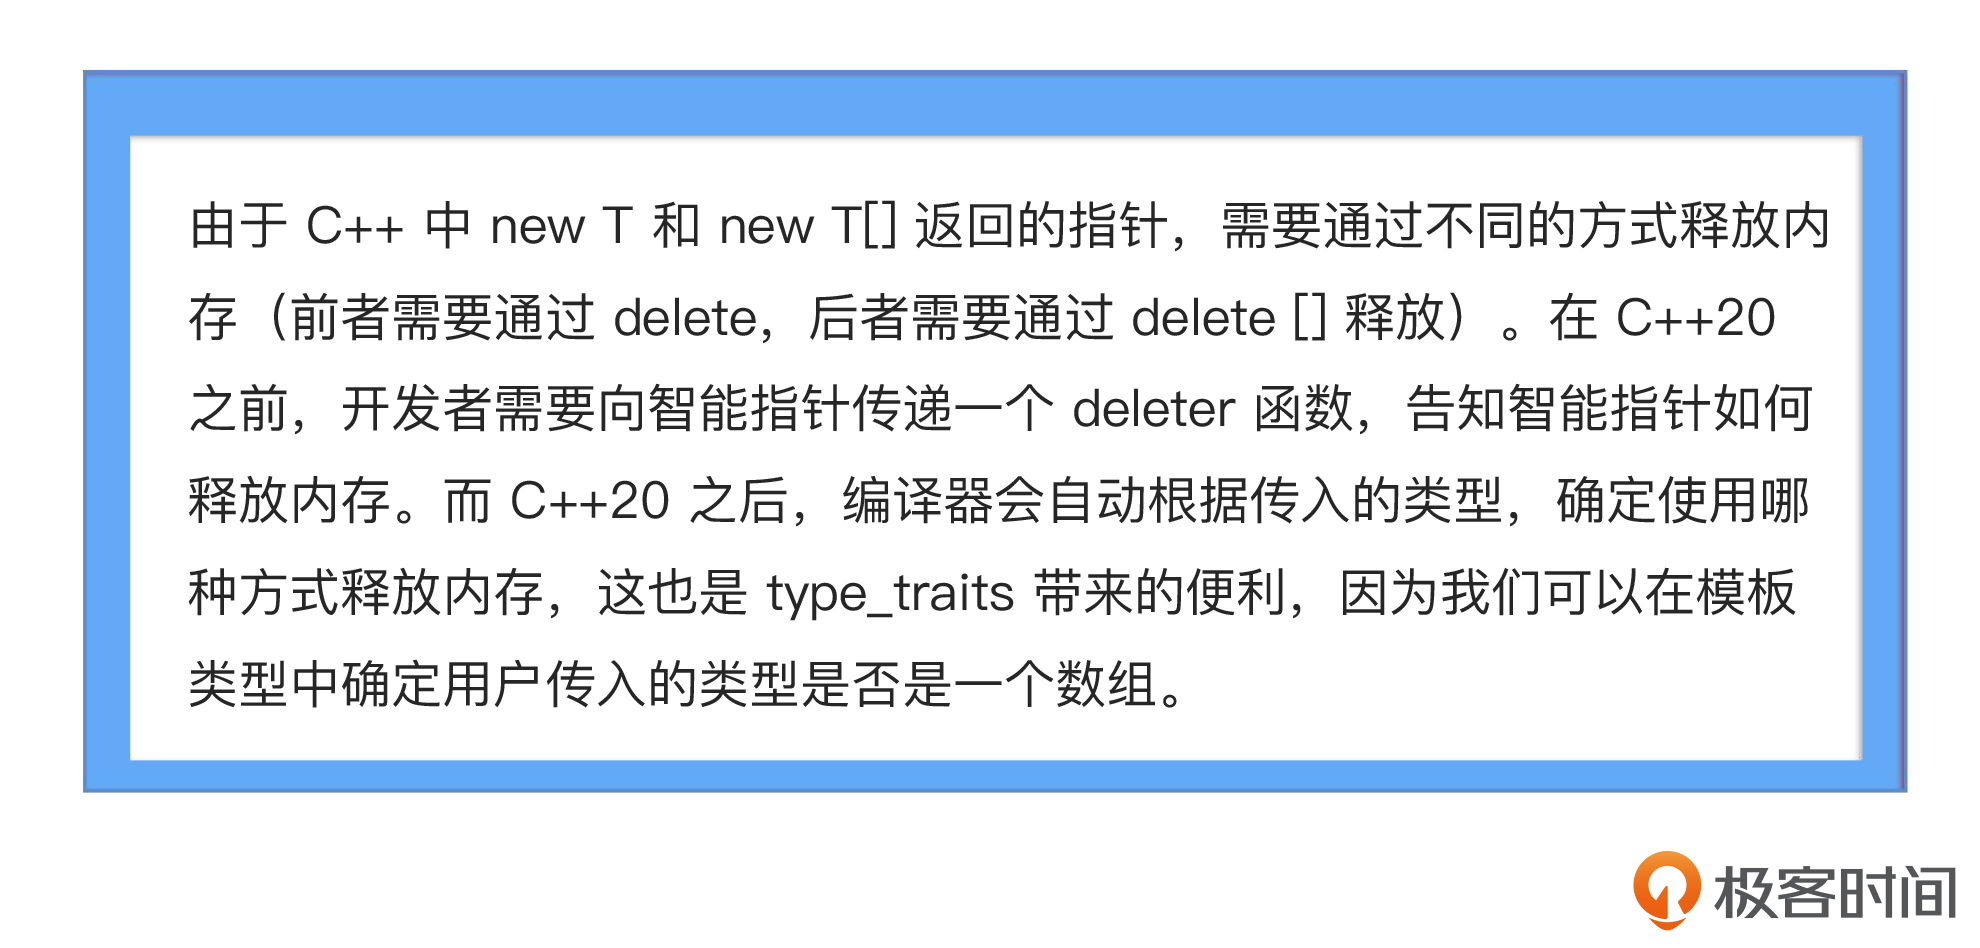 由于 C++ 中 new T 和 new T[] 返回的指针，需要通过不同的方式释放内
存（前者需要通过 delete，后者需要通过 delete [] 释放）。在 C++20
之前，开发者需要向智能指针传递一个 deleter 函数，告知智能指针如何
释放内存。而 C++20 之后，编译器会自动根据传入的类型，确定使用哪
种方式释放内存，这也是 type_traits 带来的便利，因为我们可以在模板
类型中确定用户传入的类型是否是一个数组。
极客时间